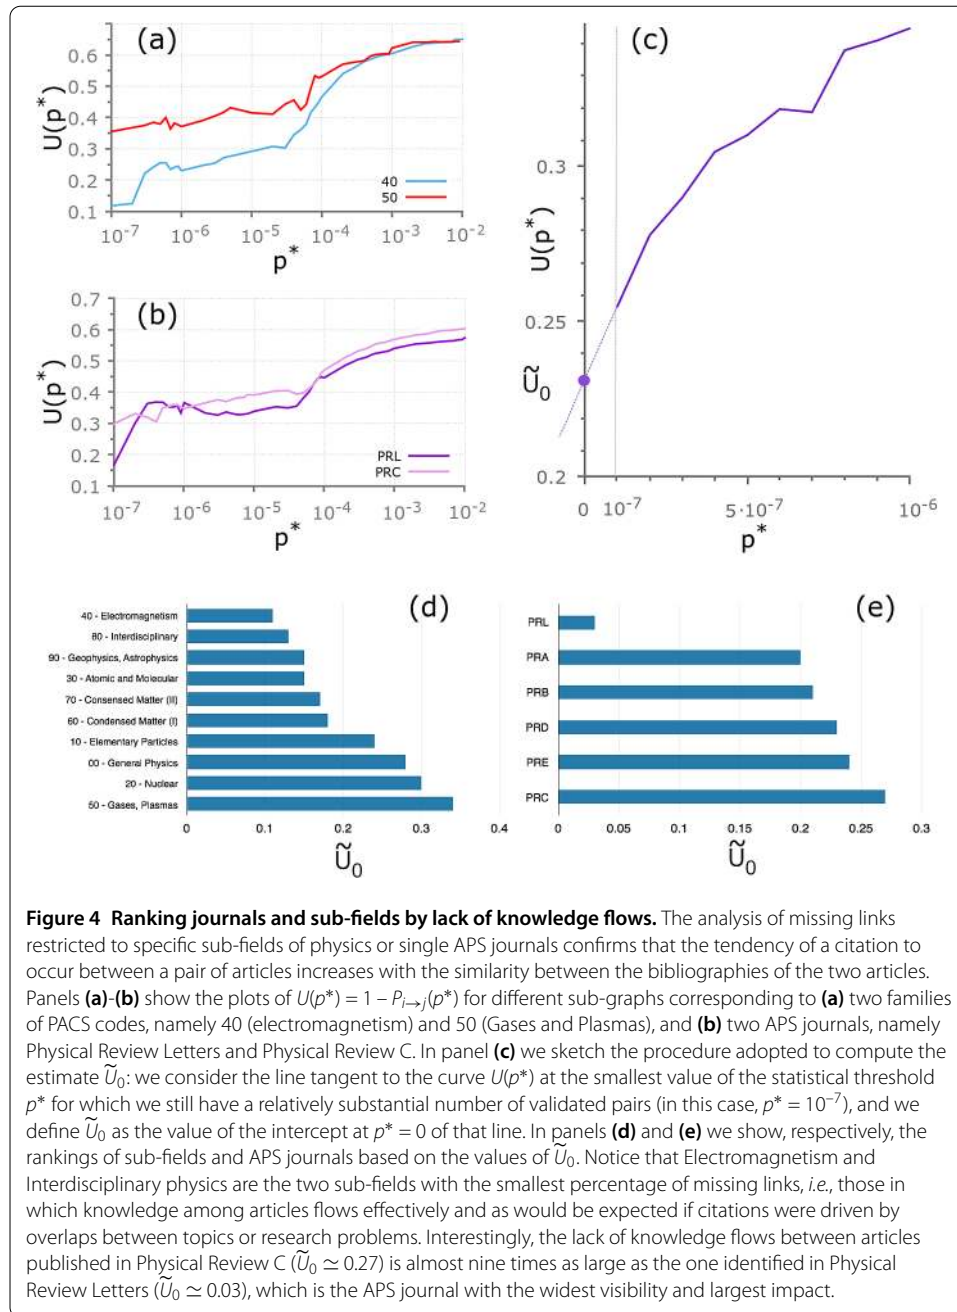 (a)
0.6
0.5
0.4
0.3
0.2
0.1
U(p*)
40
50
10-7 10-6 10-5 10-4 10-3 10-2
p*
(b)
0.7
0.6
0.5
0.4
0.3
0.2
0.1
U(p*)
PRL
PRC
10-7 10-6 10-5 10-4 10-3 10-2
p*
(c)
0.3
0.25
0.2
U(p*)
Ũ0
0 10-7 5·10-7 10-6
p*
(d)
40 - Electromagnetism
80 - Interdisciplinary
90 - Geophysics, Astrophysics
30 - Atomic and Molecular
70 - Consensed Matter (II)
60 - Condensed Matter (I)
10 - Elementary Particles
00 - General Physics
20 - Nuclear
50 - Gases, Plasmas
0 0.1 0.2 0.3 0.4
Ũ0
(e)
PRL
PRA
PRB
PRD
PRE
PRC
0 0.05 0.1 0.15 0.2 0.25 0.3
Ũ0
Figure 4 Ranking journals and sub-fields by lack of knowledge flows. The analysis of missing links
restricted to specific sub-fields of physics or single APS journals confirms that the tendency of a citation to
occur between a pair of articles increases with the similarity between the bibliographies of the two articles.
Panels (a)-(b) show the plots of U(p*) = 1 – Pi→j(p*) for different sub-graphs corresponding to (a) two families
of PACS codes, namely 40 (electromagnetism) and 50 (Gases and Plasmas), and (b) two APS journals, namely
Physical Review Letters and Physical Review C. In panel (c) we sketch the procedure adopted to compute the
estimate Ũ0: we consider the line tangent to the curve U(p*) at the smallest value of the statistical threshold
p* for which we still have a relatively substantial number of validated pairs (in this case, p* = 10−7), and we
define Ũ0 as the value of the intercept at p* = 0 of that line. In panels (d) and (e) we show, respectively, the
rankings of sub-fields and APS journals based on the values of Ũ0. Notice that Electromagnetism and
Interdisciplinary physics are the two sub-fields with the smallest percentage of missing links, i.e., those in
which knowledge among articles flows effectively and as would be expected if citations were driven by
overlaps between topics or research problems. Interestingly, the lack of knowledge flows between articles
published in Physical Review C (Ũ0 ≃ 0.27) is almost nine times as large as the one identified in Physical
Review Letters (Ũ0 ≃ 0.03), which is the APS journal with the widest visibility and largest impact.